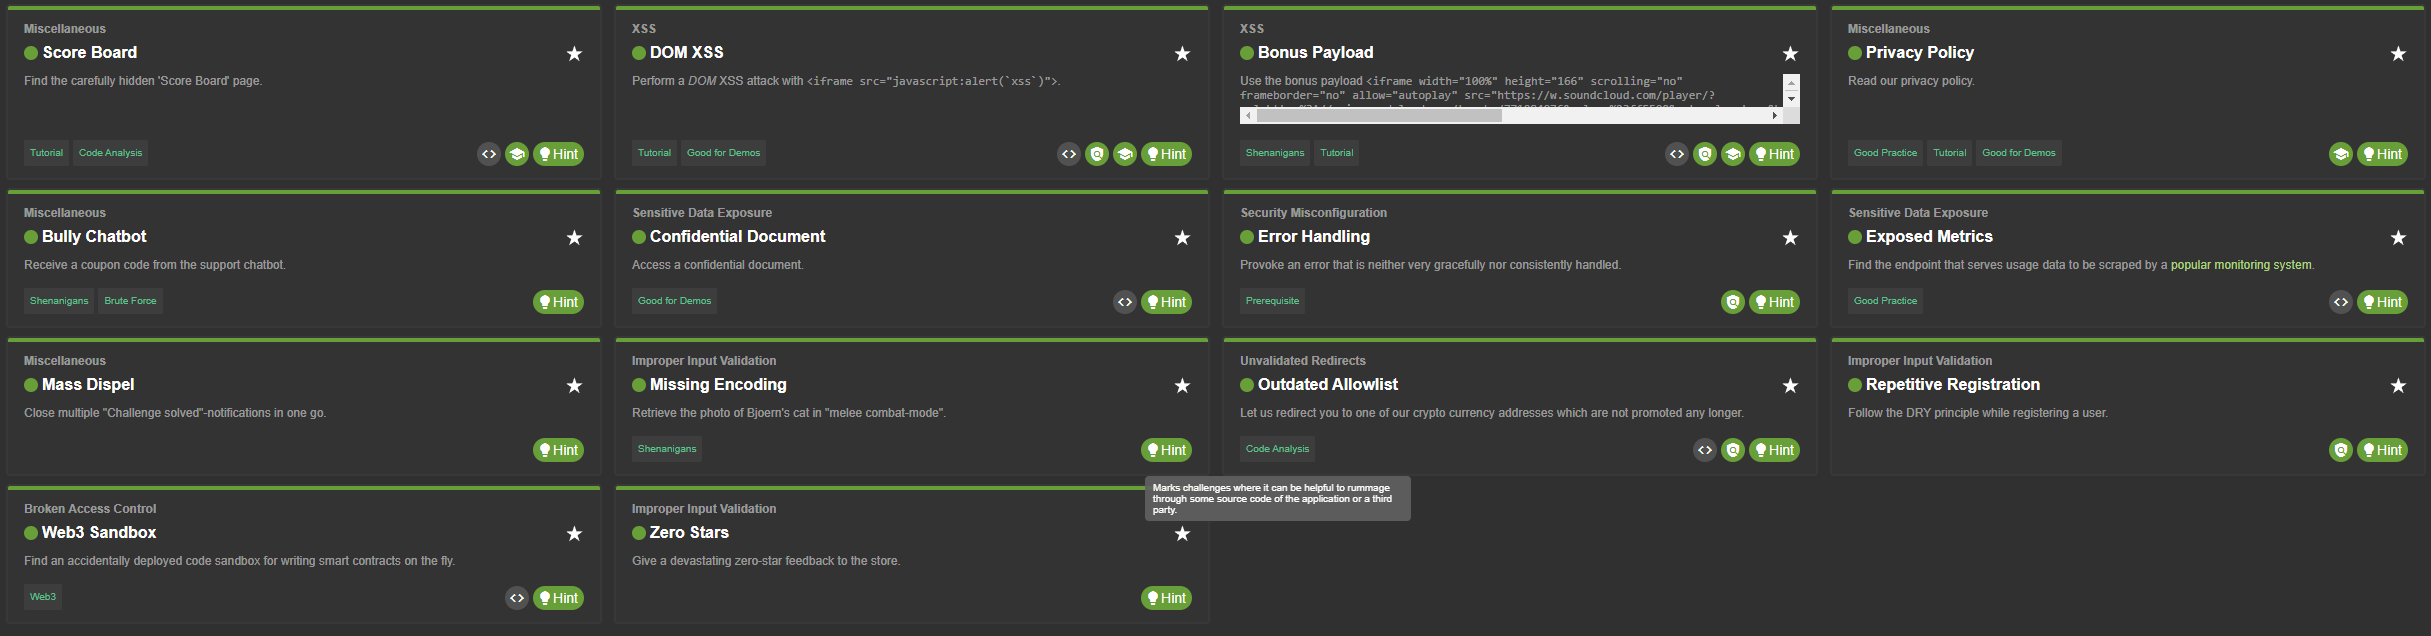 Miscellaneous
Score Board
Find the carefully hidden 'Score Board' page.
Tutorial
Code Analysis
Hint
XSS
DOM XSS
Perform a DOM XSS attack with <iframe src="javascript:alert(`xss`)">.
Tutorial
Good for Demos
Hint
XSS
Bonus Payload
Use the bonus payload <iframe width="100%" height="166" scrolling="no"
frameborder="no" allow="autoplay" src="https://w.soundcloud.com/player/?
Shenanigans
Tutorial
Hint
Miscellaneous
Privacy Policy
Read our privacy policy.
Good Practice
Tutorial
Good for Demos
Hint
Miscellaneous
Bully Chatbot
Receive a coupon code from the support chatbot.
Shenanigans
Brute Force
Hint
Sensitive Data Exposure
Confidential Document
Access a confidential document.
Good for Demos
Hint
Security Misconfiguration
Error Handling
Provoke an error that is neither very gracefully nor consistently handled.
Prerequisite
Hint
Sensitive Data Exposure
Exposed Metrics
Find the endpoint that serves usage data to be scraped by a popular monitoring system.
Good Practice
Hint
Miscellaneous
Mass Dispel
Close multiple "Challenge solved"-notifications in one go.
Hint
Improper Input Validation
Missing Encoding
Retrieve the photo of Bjoern's cat in "melee combat-mode".
Shenanigans
Hint
Unvalidated Redirects
Outdated Allowlist
Let us redirect you to one of our crypto currency addresses which are not promoted any longer.
Code Analysis
Hint
Improper Input Validation
Repetitive Registration
Follow the DRY principle while registering a user.
Hint
Broken Access Control
Web3 Sandbox
Find an accidentally deployed code sandbox for writing smart contracts on the fly.
Web3
Hint
Improper Input Validation
Zero Stars
Give a devastating zero-star feedback to the store.
Hint
Marks challenges where it can be helpful to rummage
through some source code of the application or a third
party.